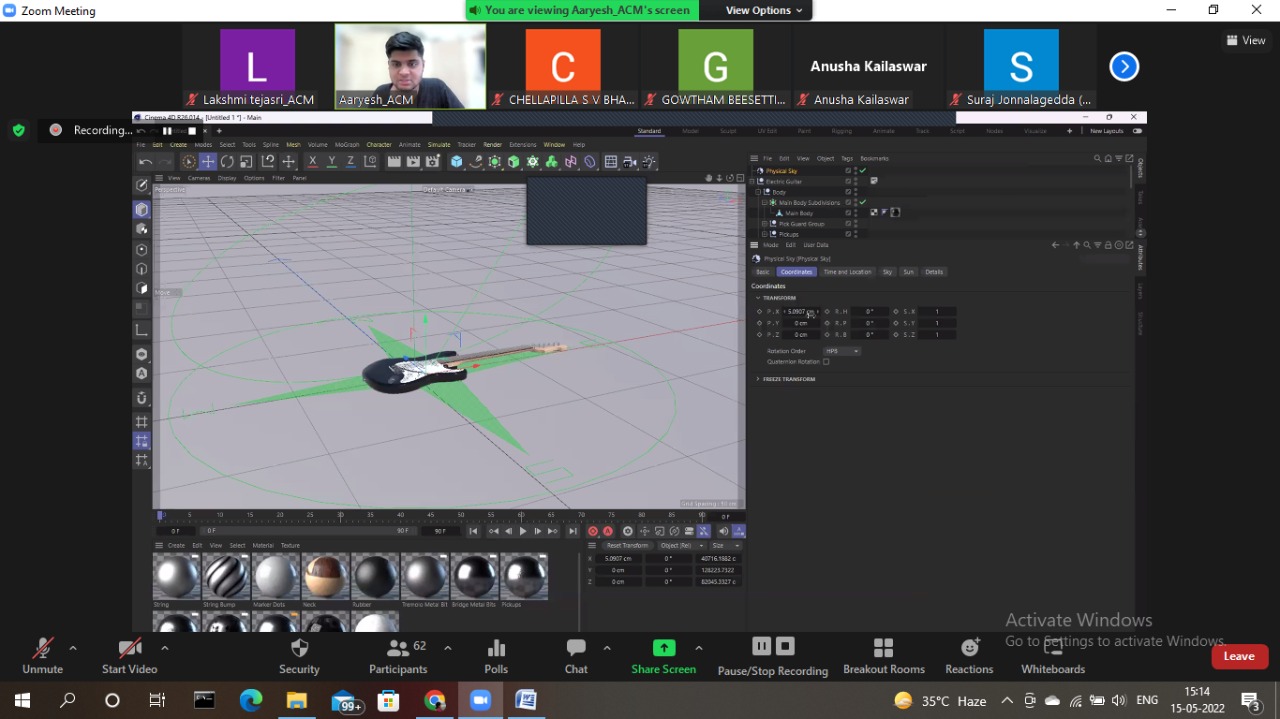 Zoom Meeting
You are viewing Aaryesh_ACM's screen
View Options
L
C
G
Anusha Kailaswar
S
View
Lakshmi tejasri_ACM
Aaryesh_ACM
CHELLAPILLA S V BHA...
GOWTHAM BEESETTI...
Anusha Kailaswar
Suraj Jonnalagedda (...
Recording...
Cinema 4D R26.014 - [Untitled 1 *] - Main
Standard Model Sculpt UV Edit Paint Rigging Animate Track Script Nodes Visualize New Layouts
File Edit Create Modes Select Tools Spline Mesh Volume MoGraph Character Animate Simulate Tracker Render Extensions Window Help
File Edit View Object Tags Bookmarks
X Y Z
View Cameras Display Options Filter Panel
Perspective
Default Camera
Physical Sky
Electric Guitar
Body
Main Body Subdivisions
Main Body
Pick Guard Group
Pickups
Mode Edit User Data
Physical Sky [Physical Sky]
Basic Coordinates Time and Location Sky Sun Details
Coordinates
TRANSFORM
P.X 5.0907 cm R.H 0° S.X 1
P.Y 0 cm R.P 0° S.Y 1
P.Z 0 cm R.B 0° S.Z 1
Rotation Order HPB
Quaternion Rotation
FREEZE TRANSFORM
Move
Objects
Attributes
Layers
Structure
Grid Spacing : 50 cm
0 5 10 15 20 25 30 35 40 45 50 55 60 65 70 75 80 85 90 0 F
0 F 0 F 90 F 90 F
Create Edit View Select Material Texture
Reset Transform Object (Rel) Size
X 5.0907 cm 0°
Y 0 cm 0° 128223.7322
Z 0 cm 0°
String String Bump Marker Dots Neck Rubber Tremolo Metal Bit Bridge Metal Bits Pickups
Activate Windows
Go to Settings to activate Windows.
62
Unmute
Start Video
Security
Participants
Polls
Chat
Share Screen
Pause/Stop Recording
Breakout Rooms
Reactions
Whiteboards
Leave
99+
35°C Haze
ENG
15:14
15-05-2022
3